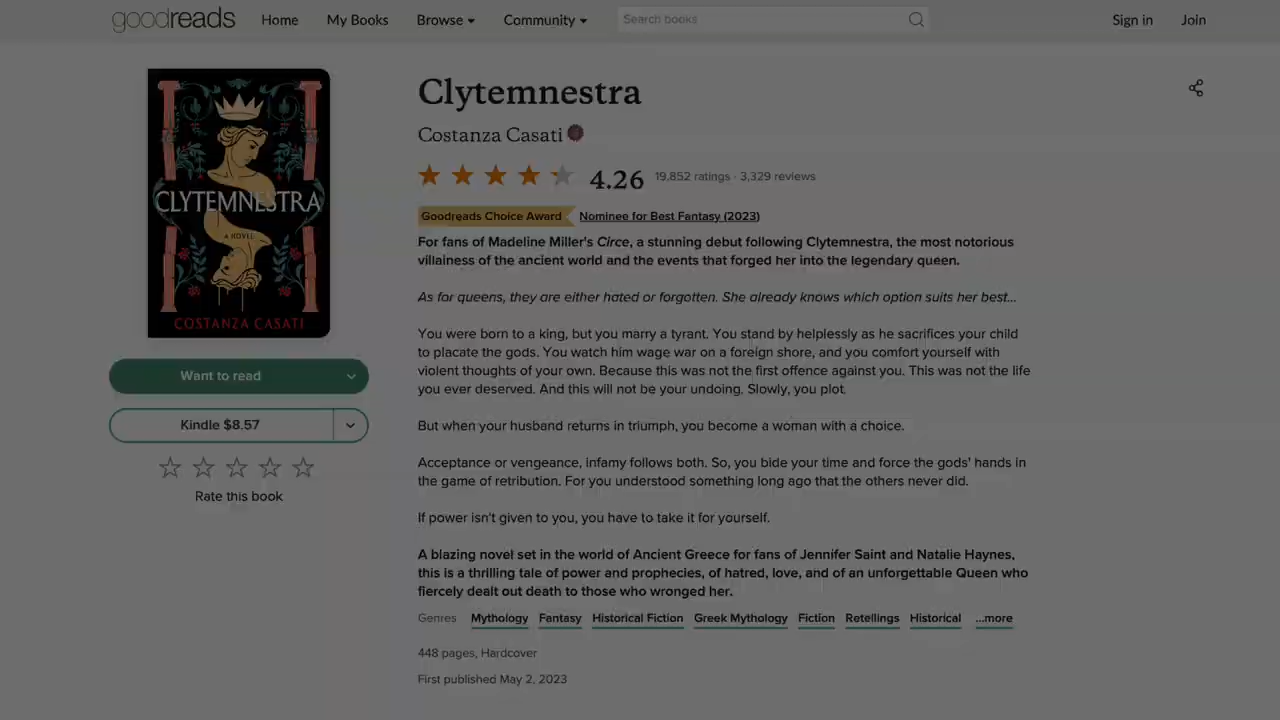 goodreads Home My Books Browse Community Search books Sign in Join
CLYTEMNESTRA
A NOVEL
COSTANZA CASATI
Want to read
Kindle $8.57
Rate this book
Clytemnestra
Costanza Casati
4.26 19,852 ratings · 3,329 reviews
Goodreads Choice Award Nominee for Best Fantasy (2023)
For fans of Madeline Miller's Circe, a stunning debut following Clytemnestra, the most notorious
villainess of the ancient world and the events that forged her into the legendary queen.
As for queens, they are either hated or forgotten. She already knows which option suits her best...
You were born to a king, but you marry a tyrant. You stand by helplessly as he sacrifices your child
to placate the gods. You watch him wage war on a foreign shore, and you comfort yourself with
violent thoughts of your own. Because this was not the first offence against you. This was not the life
you ever deserved. And this will not be your undoing. Slowly, you plot.
But when your husband returns in triumph, you become a woman with a choice.
Acceptance or vengeance, infamy follows both. So, you bide your time and force the gods' hands in
the game of retribution. For you understood something long ago that the others never did.
If power isn't given to you, you have to take it for yourself.
A blazing novel set in the world of Ancient Greece for fans of Jennifer Saint and Natalie Haynes,
this is a thrilling tale of power and prophecies, of hatred, love, and of an unforgettable Queen who
fiercely dealt out death to those who wronged her.
Genres Mythology Fantasy Historical Fiction Greek Mythology Fiction Retellings Historical ...more
448 pages, Hardcover
First published May 2, 2023